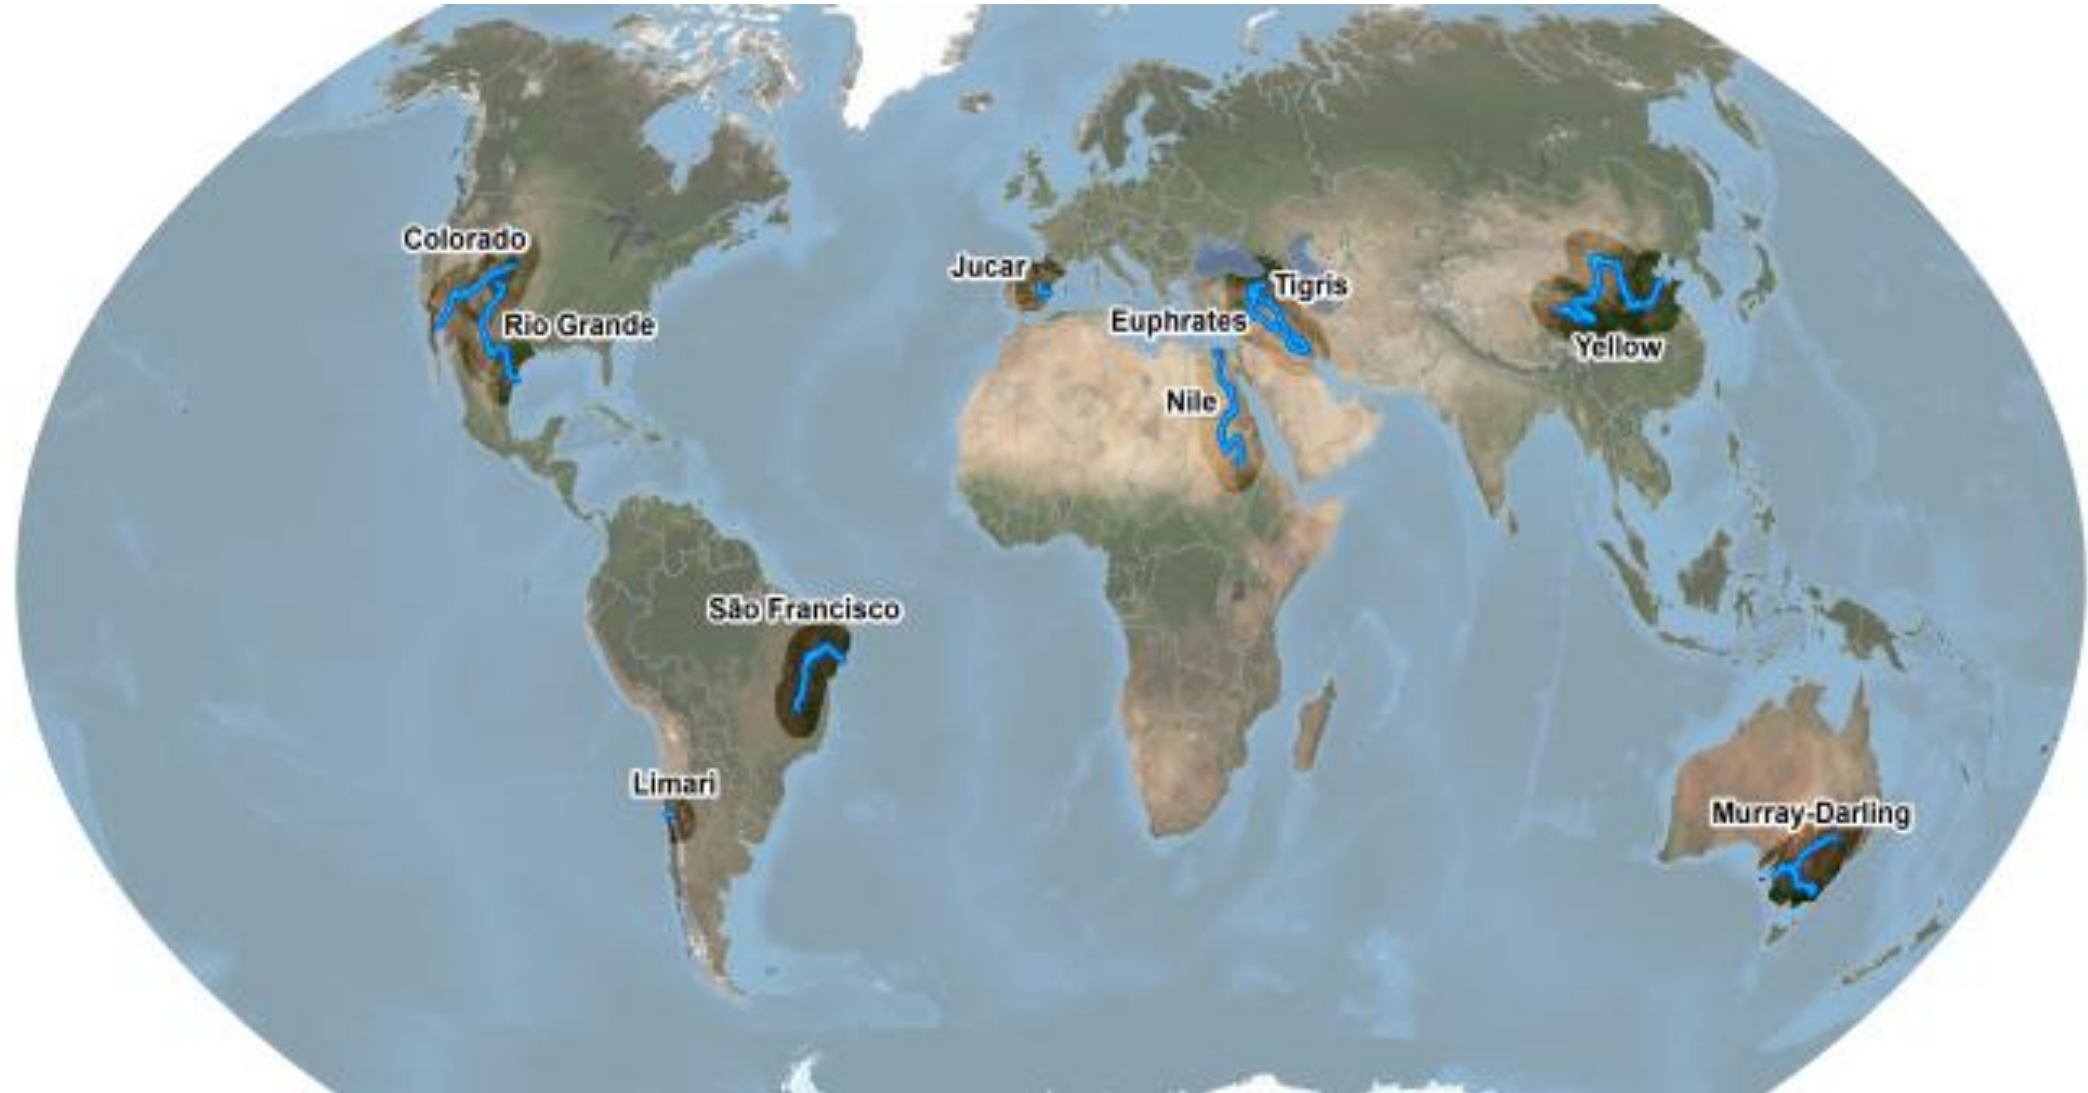 Colorado
Jucar
Tigris
Euphrates
Rio Grande
Yellow
Nile
São Francisco
Limari
Murray-Darling